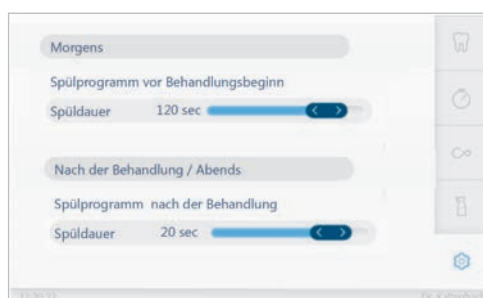 Morgens
Spülprogramm vor Behandlungsbeginn
Spüldauer 120 sec
Nach der Behandlung / Abends
Spülprogramm nach der Behandlung
Spüldauer 20 sec